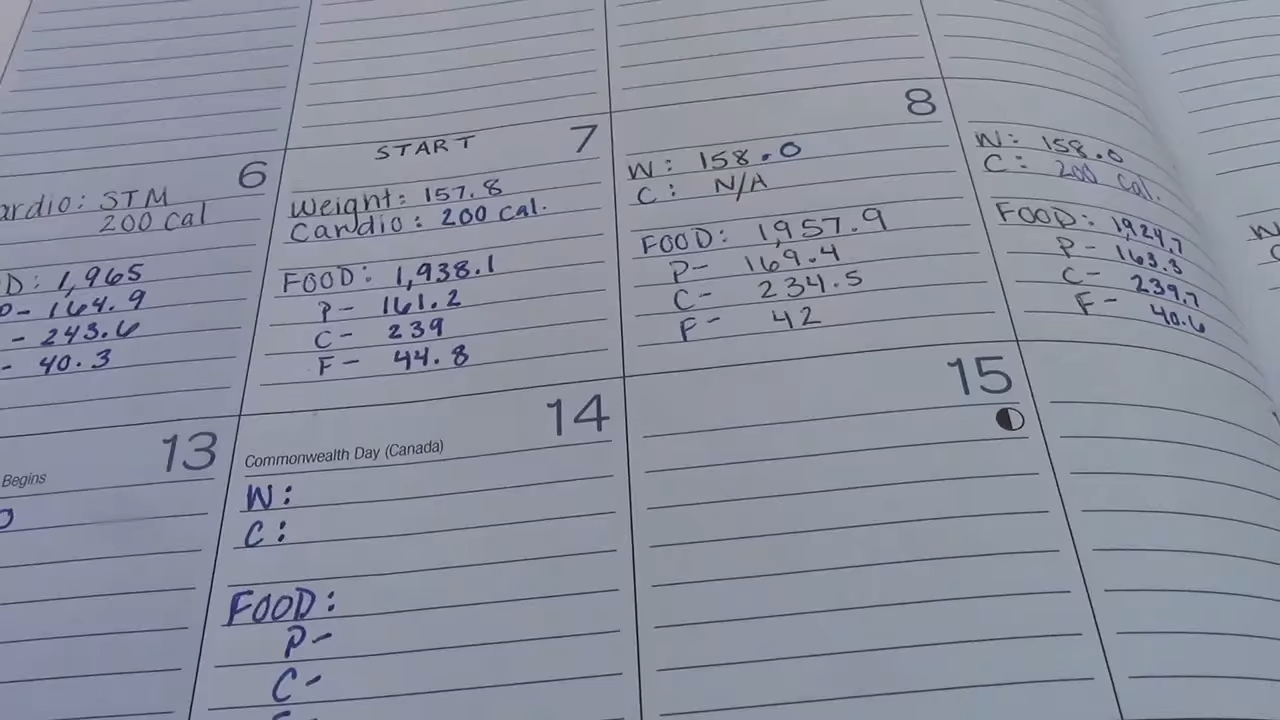 6
ardio: STM
200 cal
D: 1,965
- 164.9
- 243.6
- 40.3
START
7
Weight: 157.8
Cardio: 200 cal.
FOOD: 1,938.1
P- 161.2
C- 239
F- 44.8
8
W: 158.0
C: N/A
FOOD: 1,957.9
P- 169.4
C- 234.5
F- 42
W: 158.0
C: 200 cal.
FOOD: 1924.7
P- 163.3
C- 239.7
F- 40.6
W
C
Begins
13
14
Commonwealth Day (Canada)
W:
C:
FOOD:
P-
C-
15